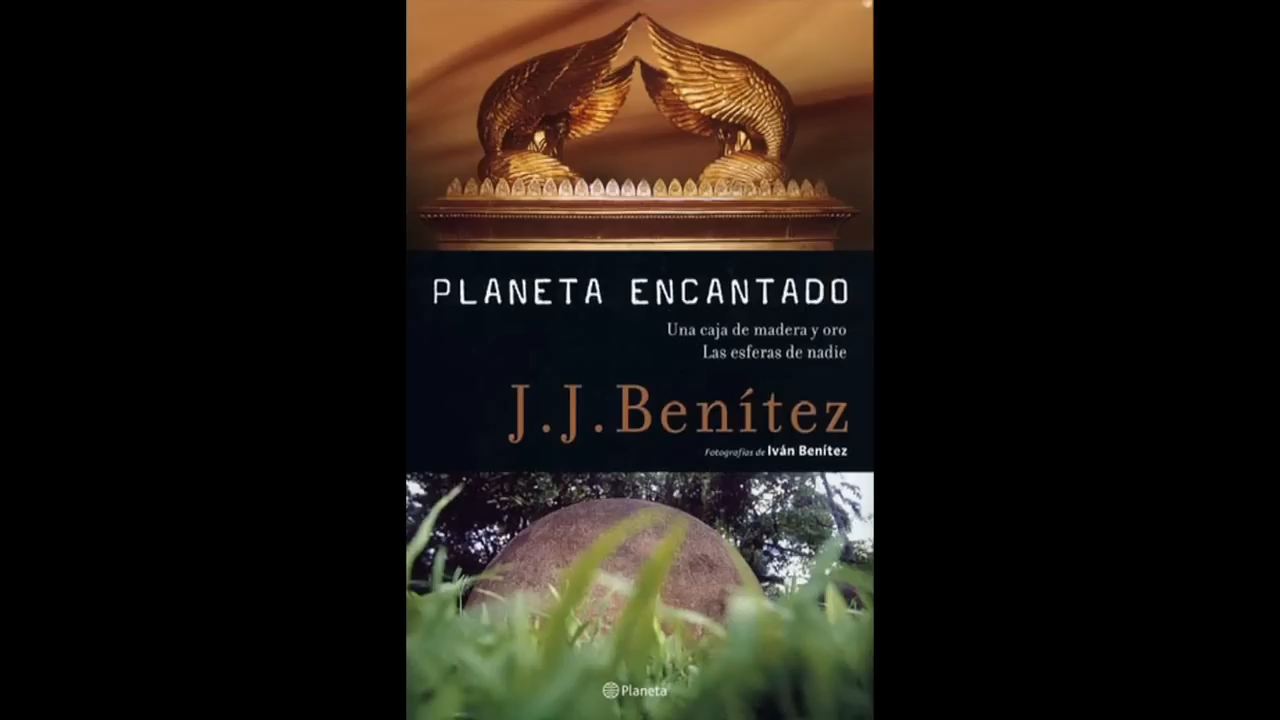 PLANETA ENCANTADO
Una caja de madera y oro
Las esferas de nadie
J.J.Benítez
Fotografías de Iván Benítez
Planeta